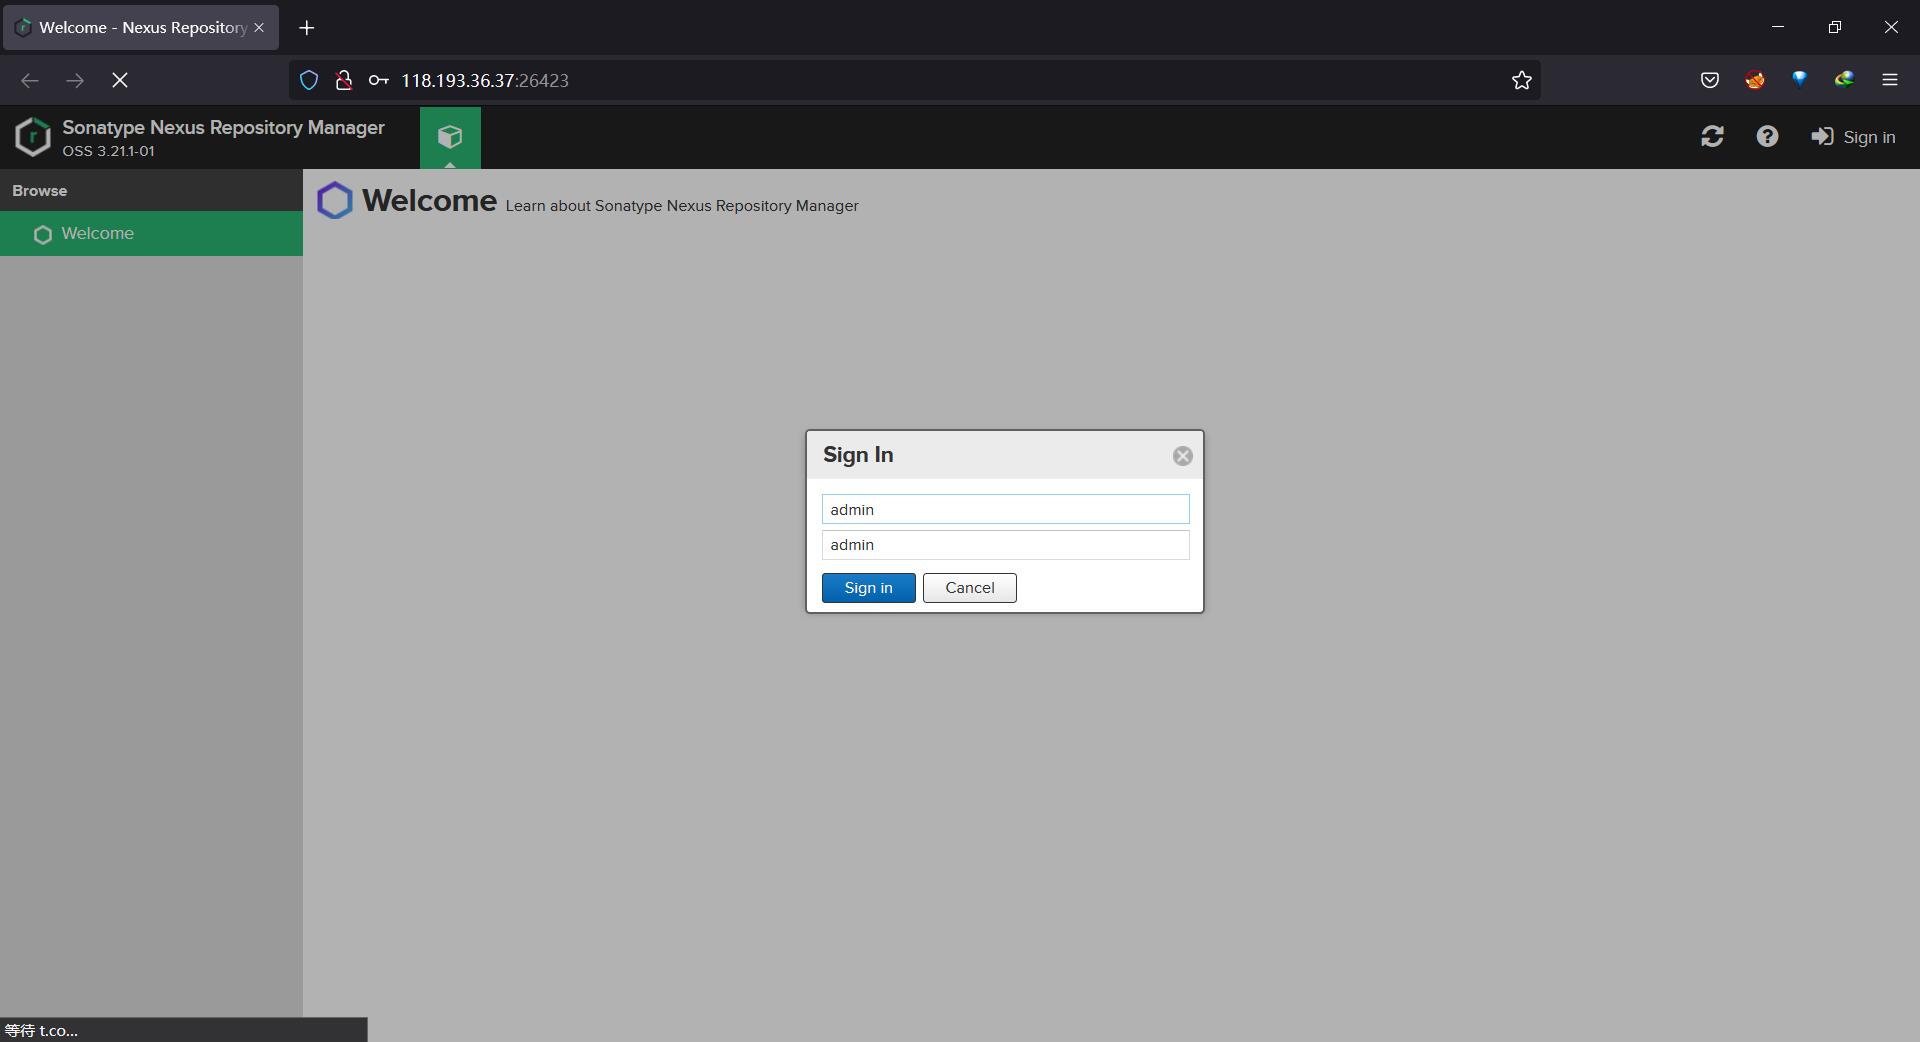 Welcome - Nexus Repository
118.193.36.37:26423
Sonatype Nexus Repository Manager
OSS 3.21.1-01
Sign in
Browse
Welcome
Welcome Learn about Sonatype Nexus Repository Manager
Sign In
admin
admin
Sign in Cancel
等待 t.co...